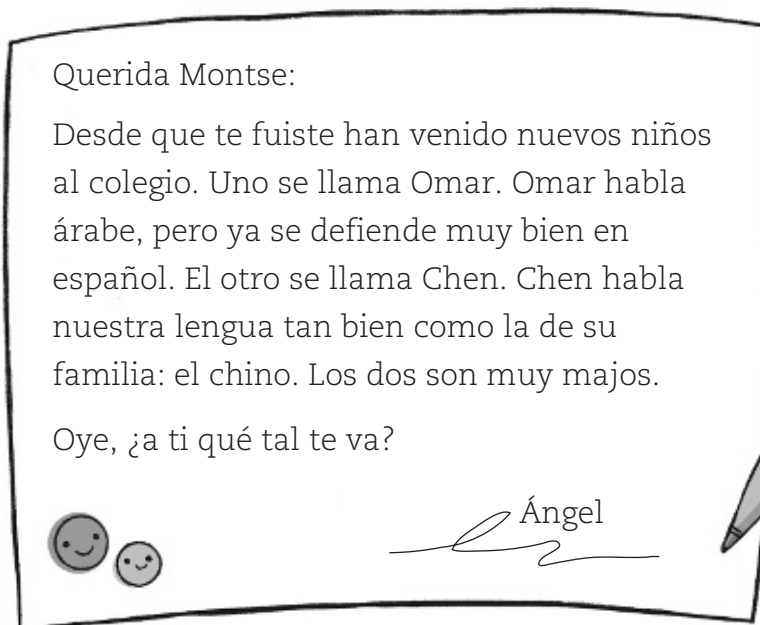 Querida Montse:
Desde que te fuiste han venido nuevos niños
al colegio. Uno se llama Omar. Omar habla
árabe, pero ya se defiende muy bien en
español. El otro se llama Chen. Chen habla
nuestra lengua tan bien como la de su
familia: el chino. Los dos son muy majos.
Oye, ¿a ti qué tal te va?
Ángel